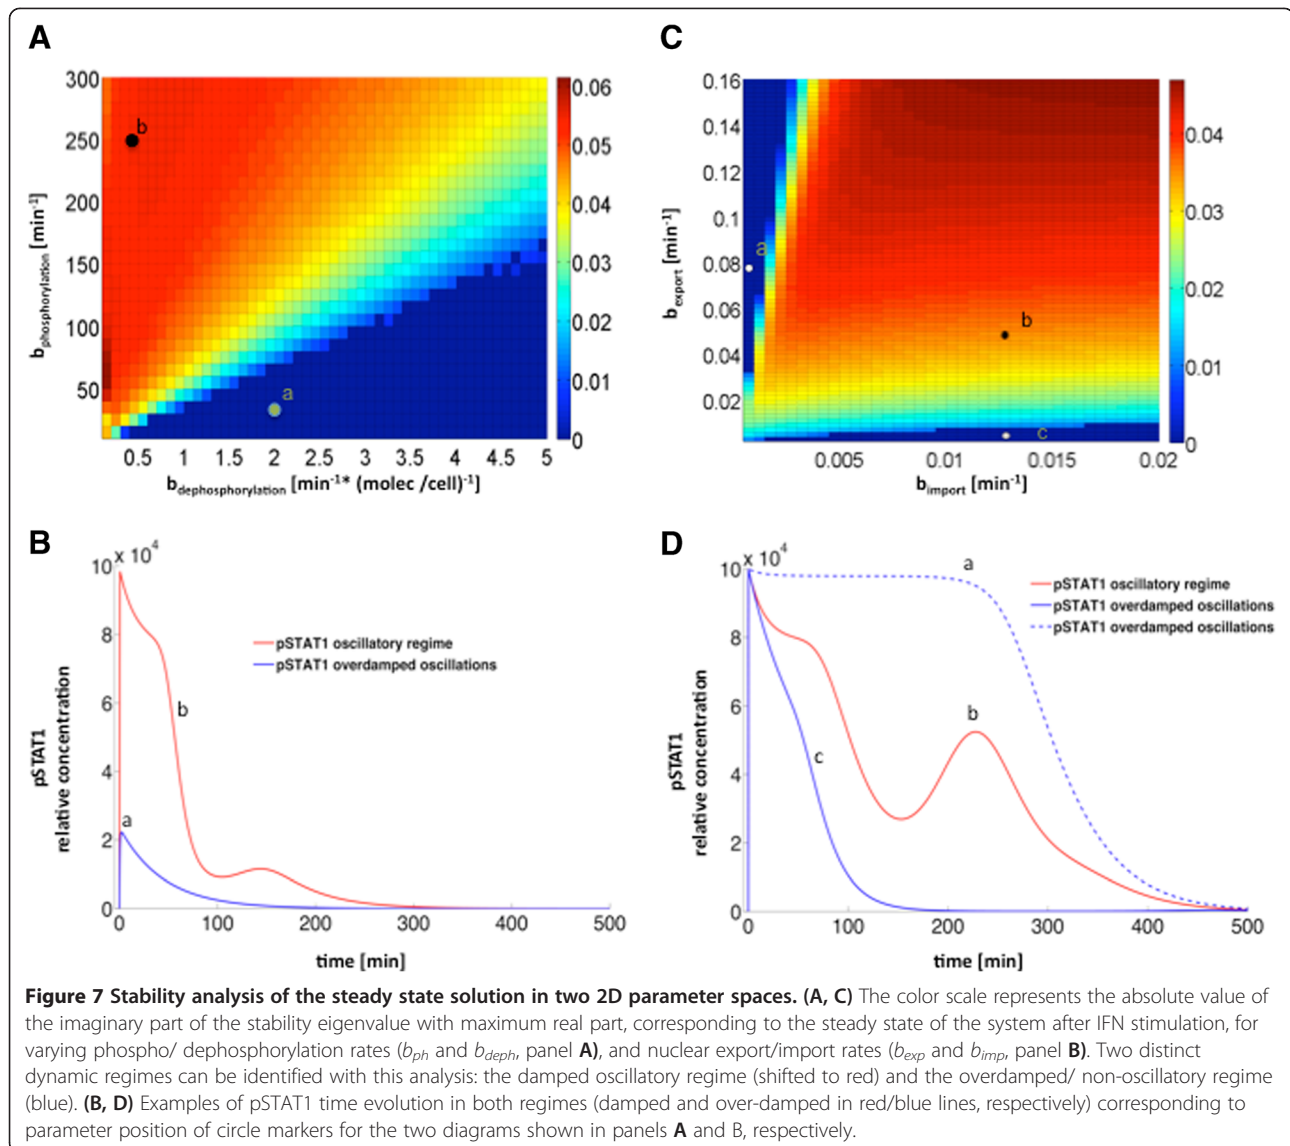 A
C
300
250
200
150
100
50
b_phosphorylation [min⁻¹]
b
a
0.5 1 1.5 2 2.5 3 3.5 4 4.5 5
b_dephosphorylation [min⁻¹* (molec /cell)⁻¹]
0.06
0.05
0.04
0.03
0.02
0.01
0
0.16
0.14
0.12
0.1
0.08
0.06
0.04
0.02
b_export [min⁻¹]
a
b
c
0.005 0.01 0.015 0.02
b_import [min⁻¹]
0.04
0.03
0.02
0.01
0
B
x 10⁴
10
8
6
4
2
0
pSTAT1
relative concentration
pSTAT1 oscillatory regime
pSTAT1 overdamped oscillations
b
a
0 100 200 300 400 500
time [min]
D
x 10⁴
10
8
6
4
2
0
pSTAT1
relative concentration
a
pSTAT1 oscillatory regime
pSTAT1 overdamped oscillations
pSTAT1 overdamped oscillations
b
c
0 100 200 300 400 500
time [min]
Figure 7 Stability analysis of the steady state solution in two 2D parameter spaces. (A, C) The color scale represents the absolute value of
the imaginary part of the stability eigenvalue with maximum real part, corresponding to the steady state of the system after IFN stimulation, for
varying phospho/ dephosphorylation rates (b_ph and b_deph, panel A), and nuclear export/import rates (b_exp and b_imp, panel B). Two distinct
dynamic regimes can be identified with this analysis: the damped oscillatory regime (shifted to red) and the overdamped/ non-oscillatory regime
(blue). (B, D) Examples of pSTAT1 time evolution in both regimes (damped and over-damped in red/blue lines, respectively) corresponding to
parameter position of circle markers for the two diagrams shown in panels A and B, respectively.